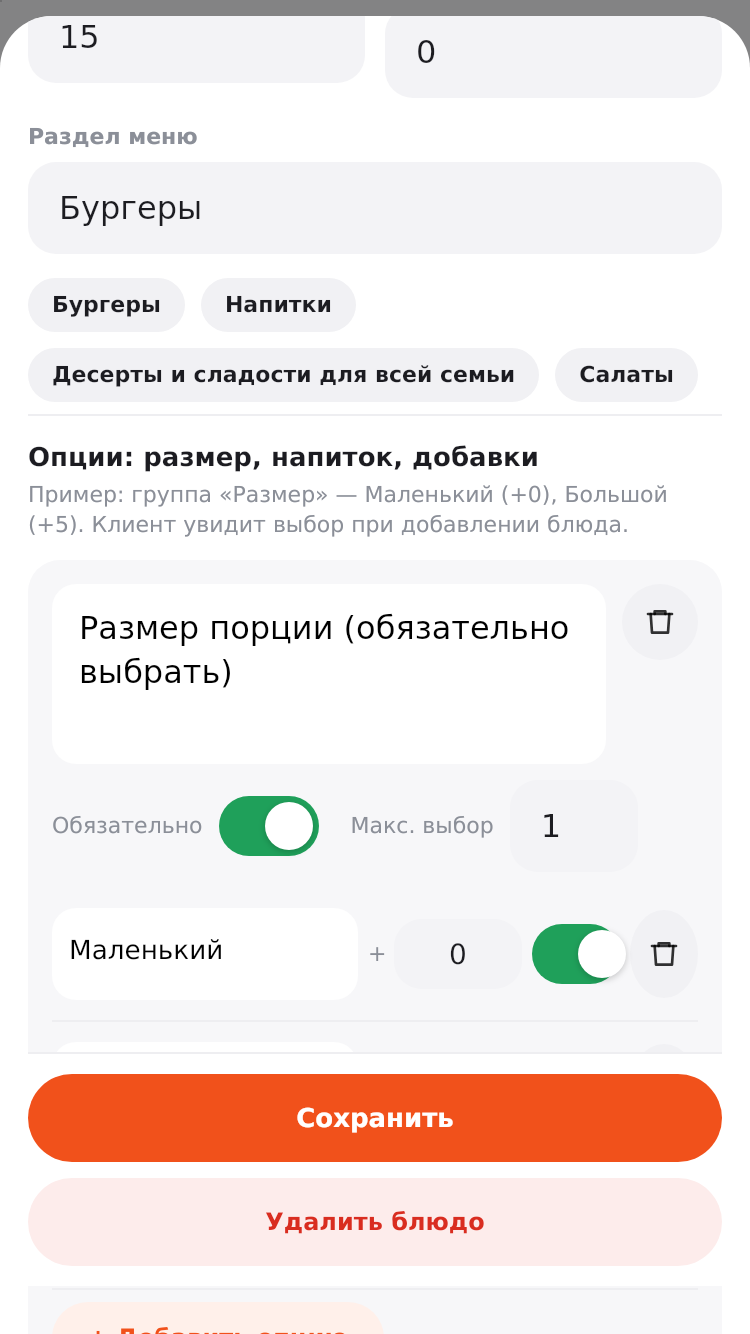 15
0
Раздел меню
Бургеры
Бургеры
Напитки
Десерты и сладости для всей семьи
Салаты
Опции: размер, напиток, добавки
Пример: группа «Размер» — Маленький (+0), Большой
(+5). Клиент увидит выбор при добавлении блюда.
Размер порции (обязательно
выбрать)
Обязательно
Макс. выбор
1
Маленький
+
0
Сохранить
Удалить блюдо